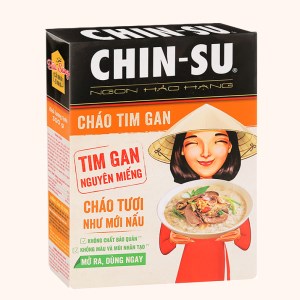 CHIN-SU®
NGON HẢO HẠNG
CHÁO TIM GAN
TIM GAN
NGUYÊN MIẾNG
CHÁO TƯƠI
NHƯ MỚI NẤU
KHÔNG CHẤT BẢO QUẢN
KHÔNG MÀU VÀ MÙI NHÂN TẠO
MỞ RA, DÙNG NGAY